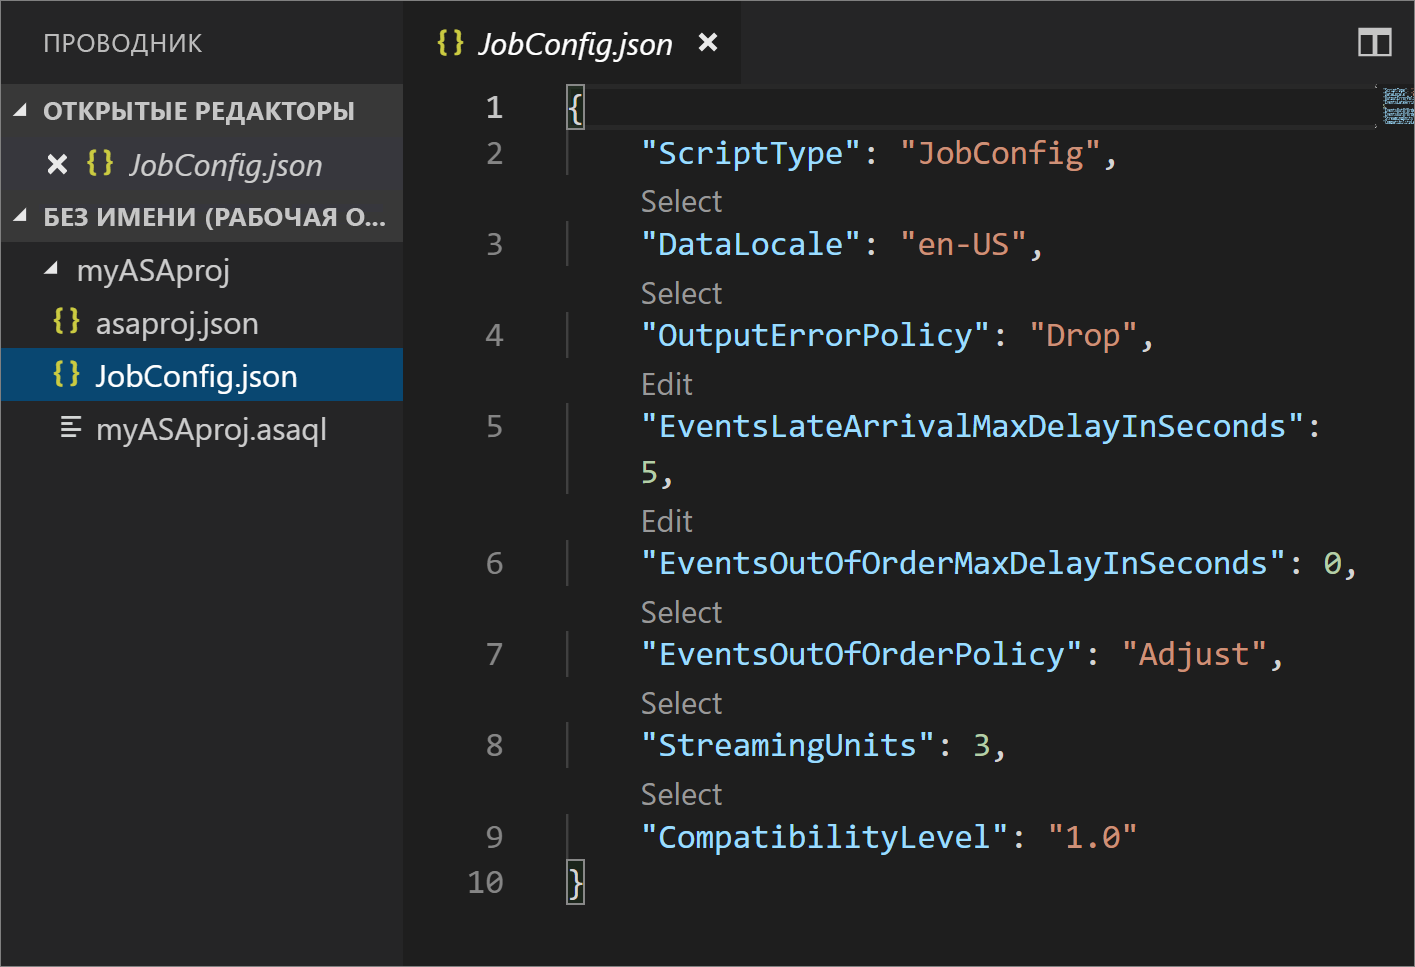 ПРОВОДНИК
ОТКРЫТЫЕ РЕДАКТОРЫ
JobConfig.json
БЕЗ ИМЕНИ (РАБОЧАЯ О...
myASAproj
{} asaproj.json
{} JobConfig.json
myASAproj.asaql
{} JobConfig.json
1 {
2 "ScriptType": "JobConfig",
Select
3 "DataLocale": "en-US",
Select
4 "OutputErrorPolicy": "Drop",
Edit
5 "EventsLateArrivalMaxDelayInSeconds":
5,
Edit
6 "EventsOutOfOrderMaxDelayInSeconds": 0,
Select
7 "EventsOutOfOrderPolicy": "Adjust",
Select
8 "StreamingUnits": 3,
Select
9 "CompatibilityLevel": "1.0"
10 }